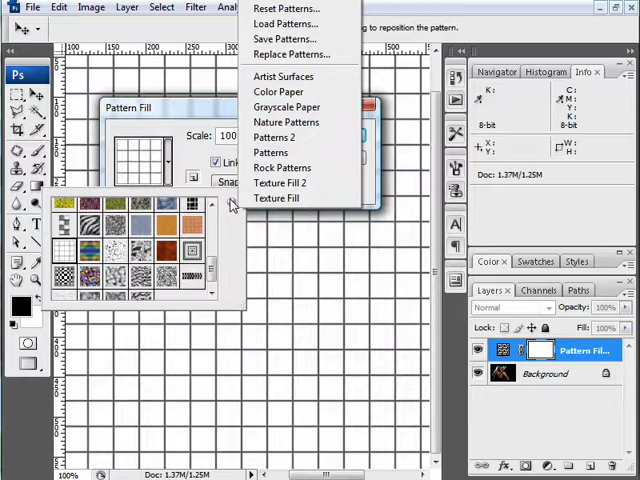 File Edit Image Layer Select Filter
g to reposition the pattern.
Reset Patterns...
Load Patterns...
Save Patterns...
Replace Patterns...
Artist Surfaces
Color Paper
Grayscale Paper
Nature Patterns
Patterns 2
Patterns
Rock Patterns
Texture Fill 2
Texture Fill
Ps
100 100 400 500
Pattern Fill
Scale: 100
Link
Snap
Navigator Histogram Info
K:
8-bit
C:
M:
Y:
K:
8-bit
X:
Y:
W:
H:
Doc: 1.37M/1.25M
Color Swatches Styles
Layers Channels Paths
Normal Opacity: 100%
Lock: Fill: 100%
Pattern Fil...
Background
100% Doc: 1.37M/1.25M